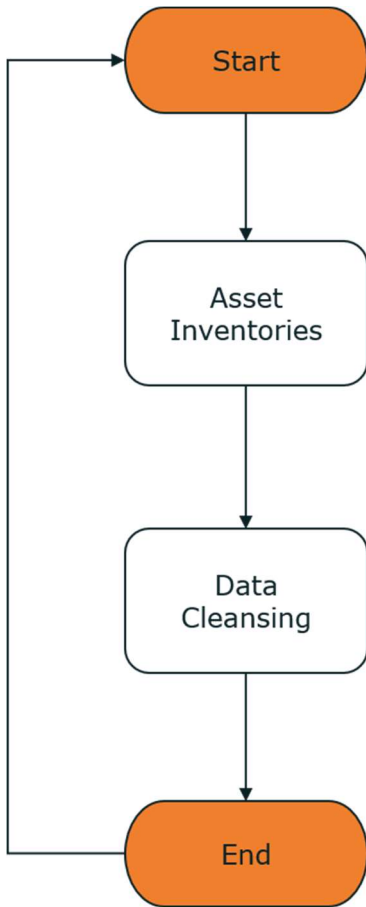 Start
Asset
Inventories
Data
Cleansing
End